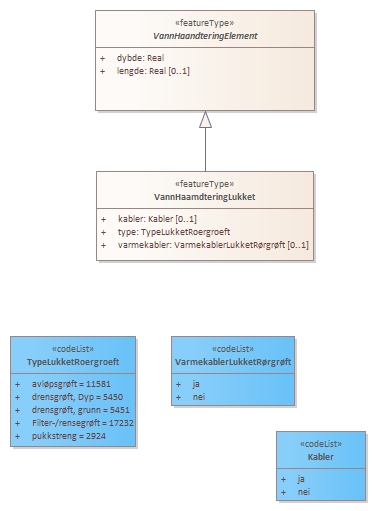 «featureType»
VannHaandteringElement
+ dybde: Real
+ lengde: Real [0..1]
«featureType»
VannHaamdteringLukket
+ kabler: Kabler [0..1]
+ type: TypeLukketRoergroeft
+ varmekabler: VarmekablerLukketRørgrøft [0..1]
«codeList»
TypeLukketRoergroeft
+ avløpsgrøft = 11581
+ drensgrøft, Dyp = 5450
+ drensgrøft, grunn = 5451
+ Filter-/rensegrøft = 17232
+ pukkstreng = 2924
«codeList»
VarmekablerLukketRørgrøft
+ ja
+ nei
«codeList»
Kabler
+ ja
+ nei